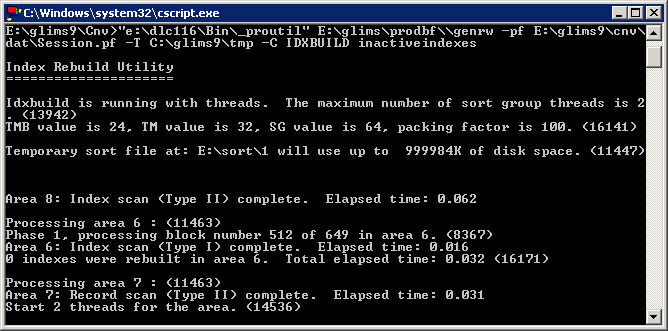 "C:\Windows\system32\cscript.exe"
E:\glims9\Cnv>"e:\dlc116\Bin\_proutil" E:\glims\prodbf\\genrw -pf E:\glims9\cnv\
dat\Session.pf -T C:\glims9\tmp -C IDXBUILD inactiveindexes
Index Rebuild Utility
=====================
Idxbuild is running with threads.  The maximum number of sort group threads is 2
. (13942)
TMB value is 24, TM value is 32, SG value is 64, packing factor is 100. (16141)
Temporary sort file at: E:\sort\1 will use up to  999984K of disk space. (11447)
Area 8: Index scan (Type II) complete.  Elapsed time: 0.062
Processing area 6 : (11463)
Phase 1, processing block number 512 of 649 in area 6. (8367)
Area 6: Index scan (Type I) complete.  Elapsed time: 0.016
0 indexes were rebuilt in area 6.  Total elapsed time: 0.032 (16171)
Processing area 7 : (11463)
Area 7: Record scan (Type II) complete.  Elapsed time: 0.031
Start 2 threads for the area. (14536)